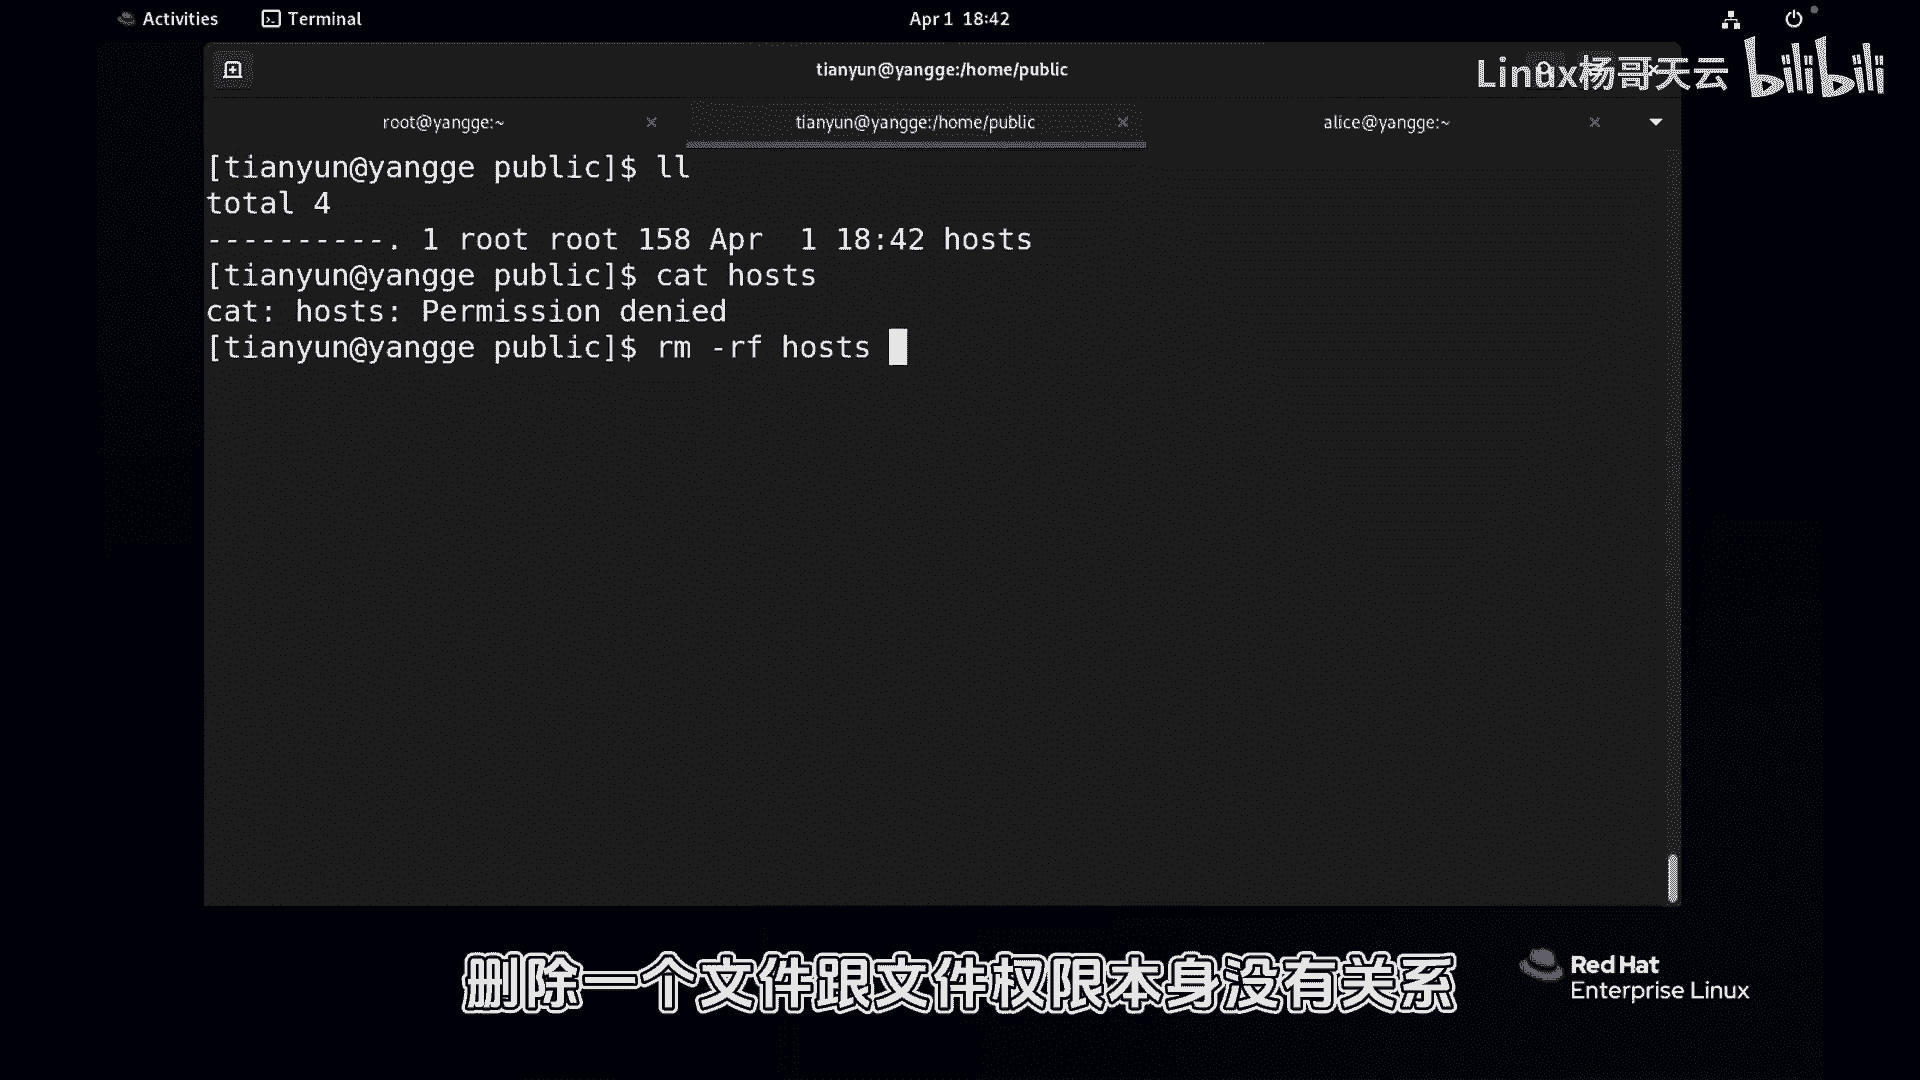 Activities Terminal Apr 1 18:42
tianyun@yangge:/home/public
Linux杨哥天云 bilibili
root@yangge:~ tianyun@yangge:/home/public alice@yangge:~
[tianyun@yangge public]$ ll
total 4
----------. 1 root root 158 Apr  1 18:42 hosts
[tianyun@yangge public]$ cat hosts
cat: hosts: Permission denied
[tianyun@yangge public]$ rm -rf hosts
删除一个文件跟文件权限本身没有关系
Red Hat
Enterprise Linux